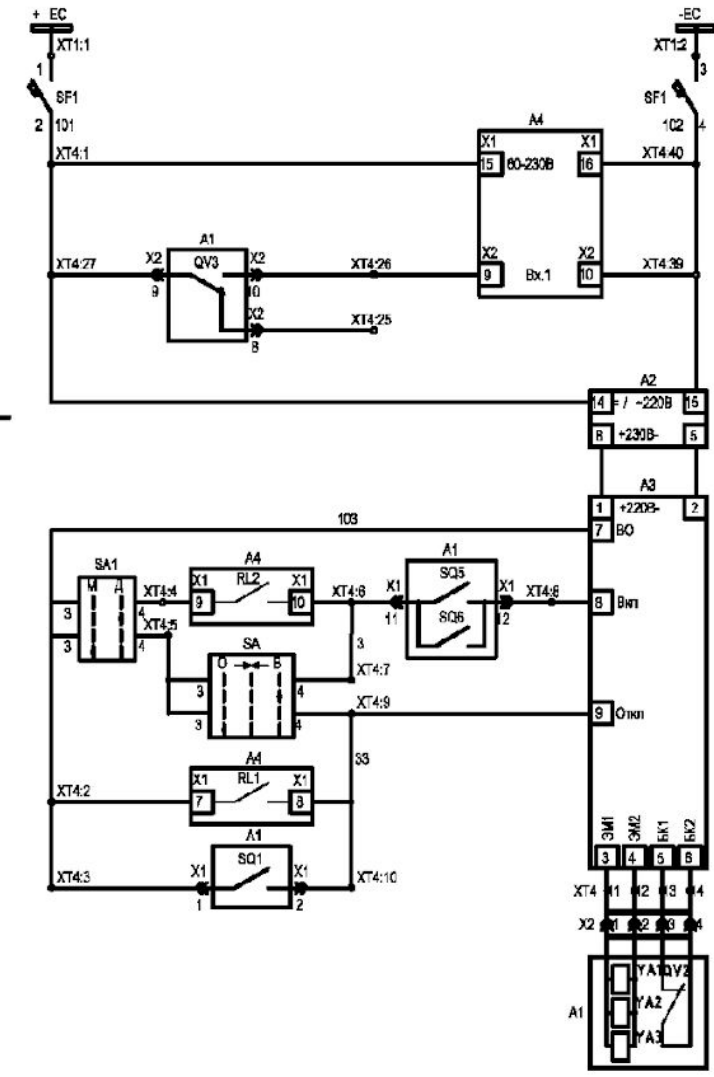 + EC
-EC
XT1:1
XT1:2
1
3
SF1
SF1
2
101
102
4
A4
XT4:1
X1
X1
XT4:40
15
60-230В
16
A1
XT4:27
X2
QV3
X2
XT4:26
X2
X2
XT4:39
9
10
9
Вх.1
10
X2
XT4:25
8
A2
14
= / ~220В
15
+230В-
5
A3
1
+220В-
2
103
7
ВО
SA1
A4
A1
М
Д
XT4:4
X1
RL2
X1
XT4:6
X1
SQ5
X1
XT4:8
3
4
9
10
11
SQ6
12
8
Вкл
3
4
XT4:5
SA
3
О
В
XT4:7
3
4
XT4:9
3
4
9
Откл
A4
33
X1
RL1
X1
XT4:2
7
8
A1
X1
SQ1
X1
XT4:3
XT4:10
1
2
ЭМ1
ЭМ2
БК1
БК2
3
4
5
6
XT4
1
2
3
4
X2
1
2
3
4
YA1
QV2
A1
YA2
YA3